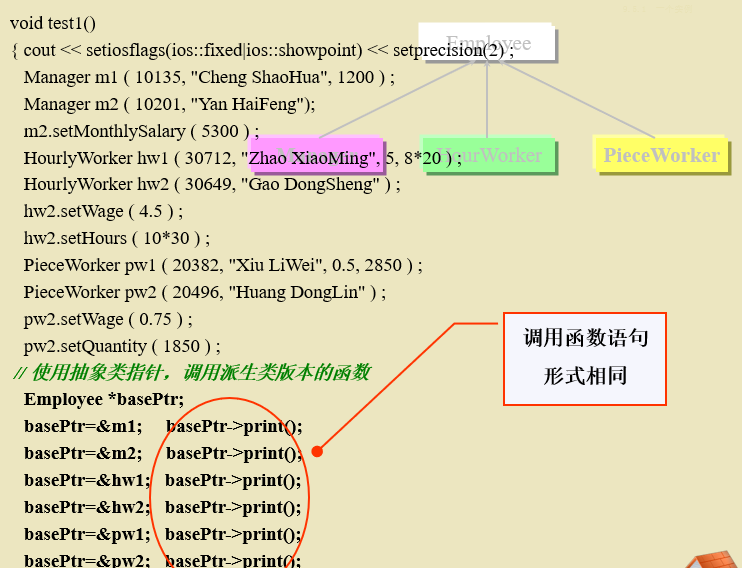 void test1()
Employee
{ cout << setiosflags(ios::fixed|ios::showpoint) << setprecision(2) ;
Manager m1 ( 10135, "Cheng ShaoHua", 1200 ) ;
Manager m2 ( 10201, "Yan HaiFeng");
m2.setMonthlySalary ( 5300 ) ;
HourlyWorker hw1 ( 30712, "Zhao XiaoMing", 5, 8*20 ) ;
HourWorker
PieceWorker
HourlyWorker hw2 ( 30649, "Gao DongSheng" ) ;
hw2.setWage ( 4.5 ) ;
hw2.setHours ( 10*30 ) ;
PieceWorker pw1 ( 20382, "Xiu LiWei", 0.5, 2850 ) ;
PieceWorker pw2 ( 20496, "Huang DongLin" ) ;
pw2.setWage ( 0.75 ) ;
pw2.setQuantity ( 1850 ) ;
调用函数语句
形式相同
// 使用抽象类指针，调用派生类版本的函数
Employee *basePtr;
basePtr=&m1; basePtr->print();
basePtr=&m2; basePtr->print();
basePtr=&hw1; basePtr->print();
basePtr=&hw2; basePtr->print();
basePtr=&pw1; basePtr->print();
basePtr=&pw2; basePtr->print();